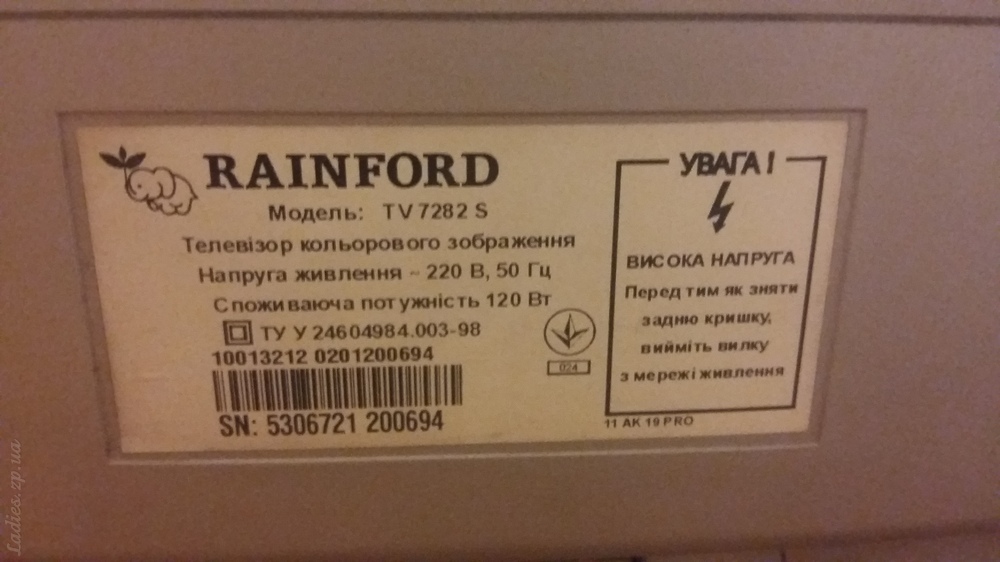 RAINFORD
Модель: TV 7282 S
Телевізор кольорового зображення
Напруга живлення ~ 220 В, 50 Гц
Споживаюча потужність 120 Вт
ТУ У 24604984.003-98
10013212 0201200694
SN: 5306721 200694
024
УВАГА !
ВИСОКА НАПРУГА
Перед тим як зняти
задню кришку,
вийміть вилку
з мережі живлення
11 AK 19 PRO
Ladies.zp.ua